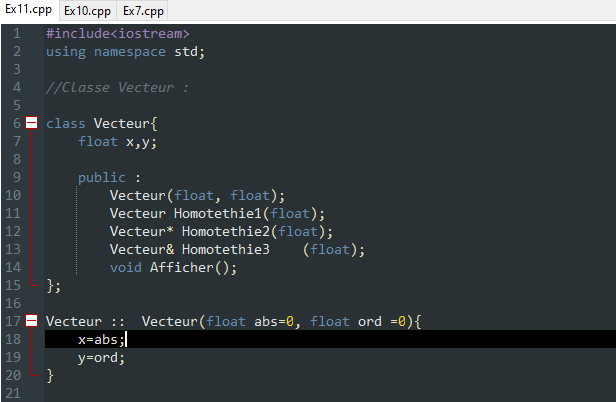 Ex11.cpp Ex10.cpp Ex7.cpp
1 #include<iostream>
2 using namespace std;
3
4 //Classe Vecteur :
5
6 class Vecteur{
7     float x,y;
8
9     public :
10         Vecteur(float, float);
11         Vecteur Homotethie1(float);
12         Vecteur* Homotethie2(float);
13         Vecteur& Homotethie3    (float);
14         void Afficher();
15 };
16
17 Vecteur ::  Vecteur(float abs=0, float ord =0){
18     x=abs;
19     y=ord;
20 }
21